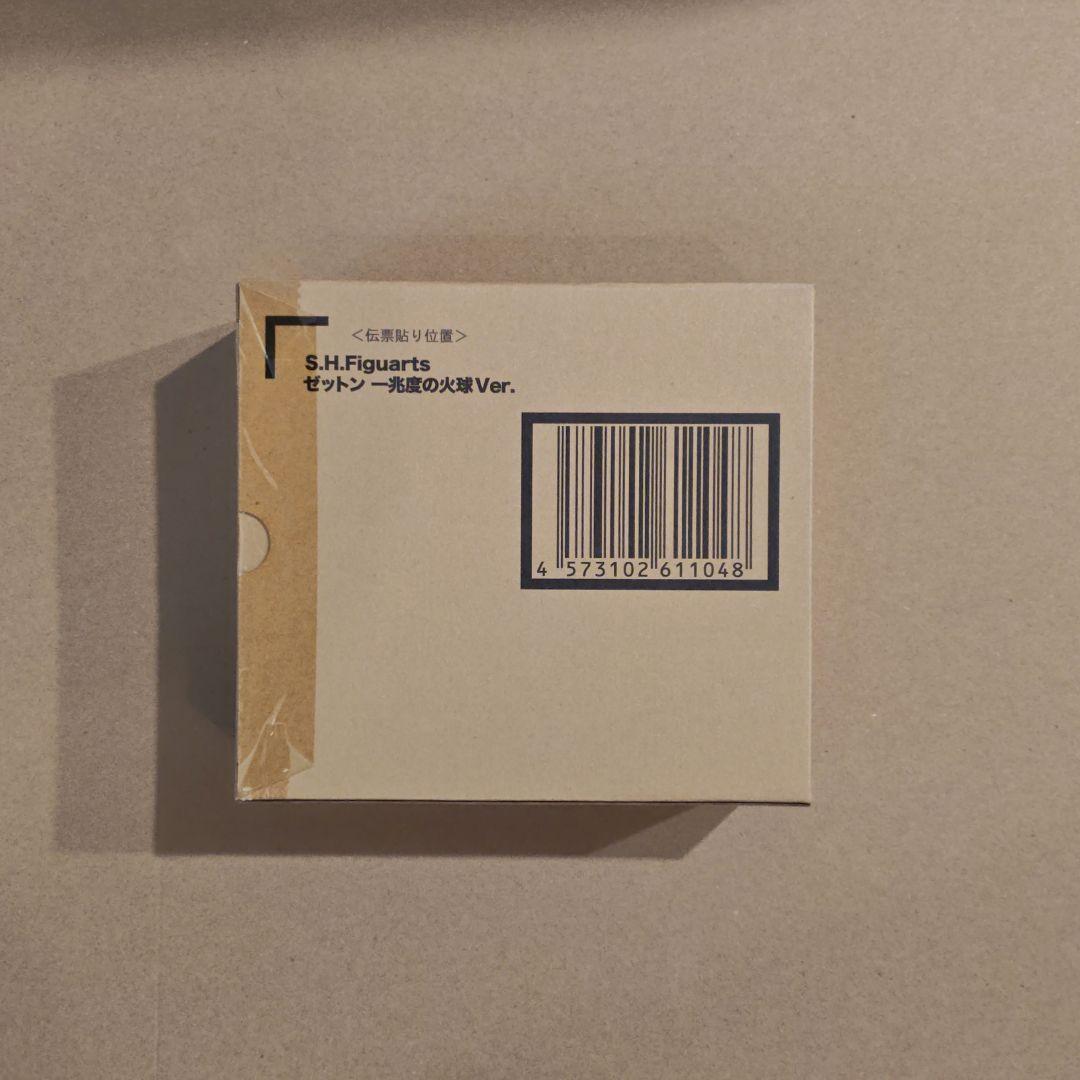 ＜伝票貼り位置＞
S.H.Figuarts
ゼットン 一兆度の火球Ver.
4 573102 611048